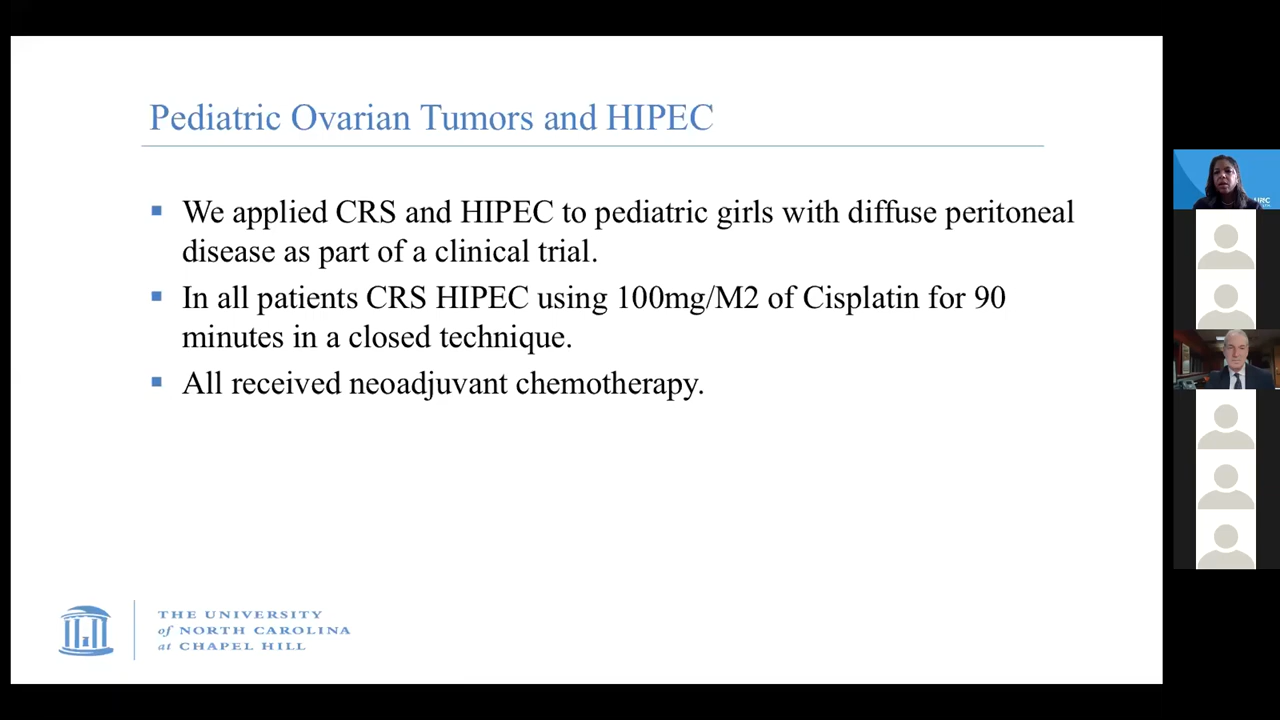 Pediatric Ovarian Tumors and HIPEC
▪ We applied CRS and HIPEC to pediatric girls with diffuse peritoneal
disease as part of a clinical trial.
▪ In all patients CRS HIPEC using 100mg/M2 of Cisplatin for 90
minutes in a closed technique.
▪ All received neoadjuvant chemotherapy.
THE UNIVERSITY
of NORTH CAROLINA
at CHAPEL HILL